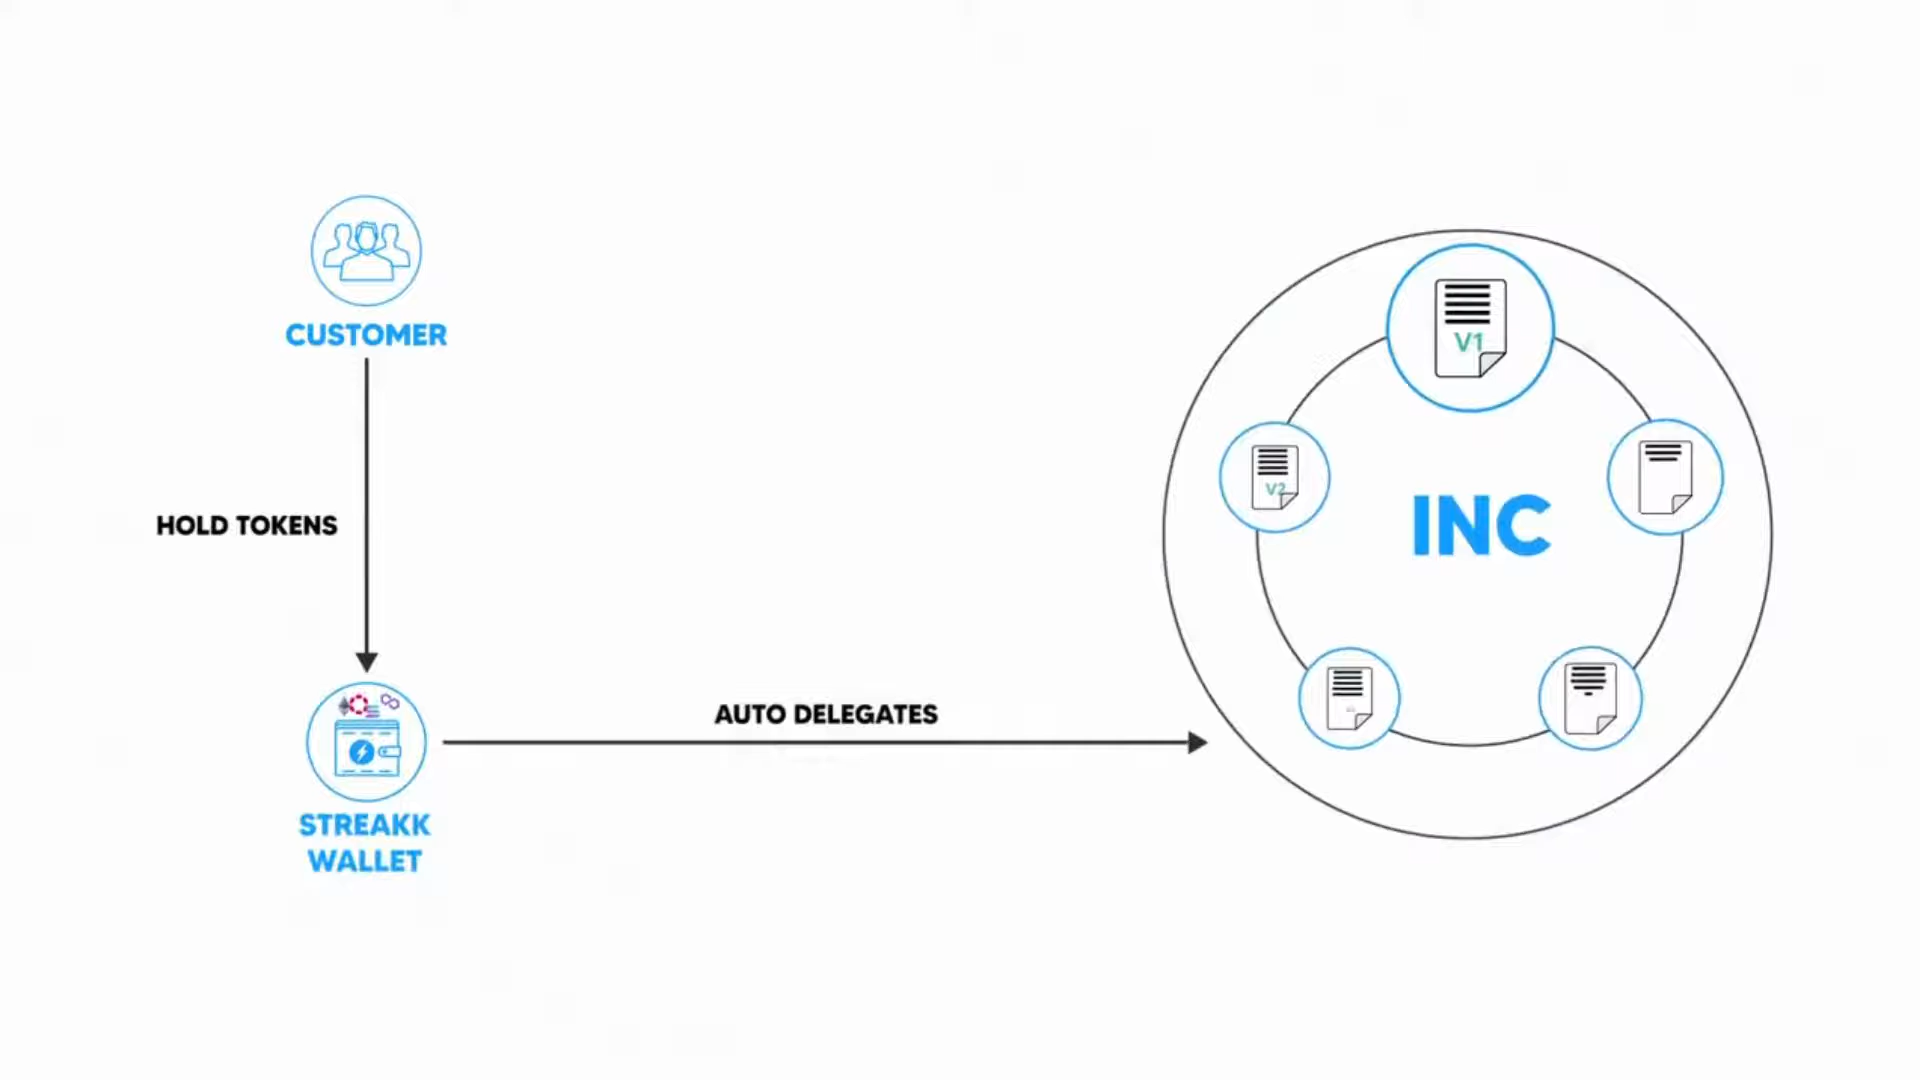 CUSTOMER
HOLD TOKENS
STREAKK
WALLET
AUTO DELEGATES
V1
V2
INC